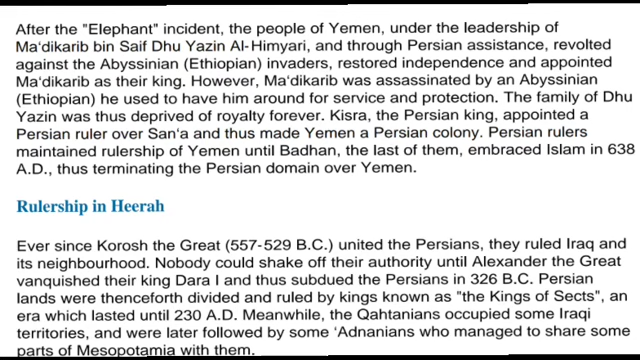 After the "Elephant" incident, the people of Yemen, under the leadership of
Ma‘dikarib bin Saif Dhu Yazin Al-Himyari, and through Persian assistance, revolted
against the Abyssinian (Ethiopian) invaders, restored independence and appointed
Ma‘dikarib as their king. However, Ma‘dikarib was assassinated by an Abyssinian
(Ethiopian) he used to have him around for service and protection. The family of Dhu
Yazin was thus deprived of royalty forever. Kisra, the Persian king, appointed a
Persian ruler over San‘a and thus made Yemen a Persian colony. Persian rulers
maintained rulership of Yemen until Badhan, the last of them, embraced Islam in 638
A.D., thus terminating the Persian domain over Yemen.
Rulership in Heerah
Ever since Korosh the Great (557-529 B.C.) united the Persians, they ruled Iraq and
its neighbourhood. Nobody could shake off their authority until Alexander the Great
vanquished their king Dara I and thus subdued the Persians in 326 B.C. Persian
lands were thenceforth divided and ruled by kings known as "the Kings of Sects", an
era which lasted until 230 A.D. Meanwhile, the Qahtanians occupied some Iraqi
territories, and were later followed by some ‘Adnanians who managed to share some
parts of Mesopotamia with them.